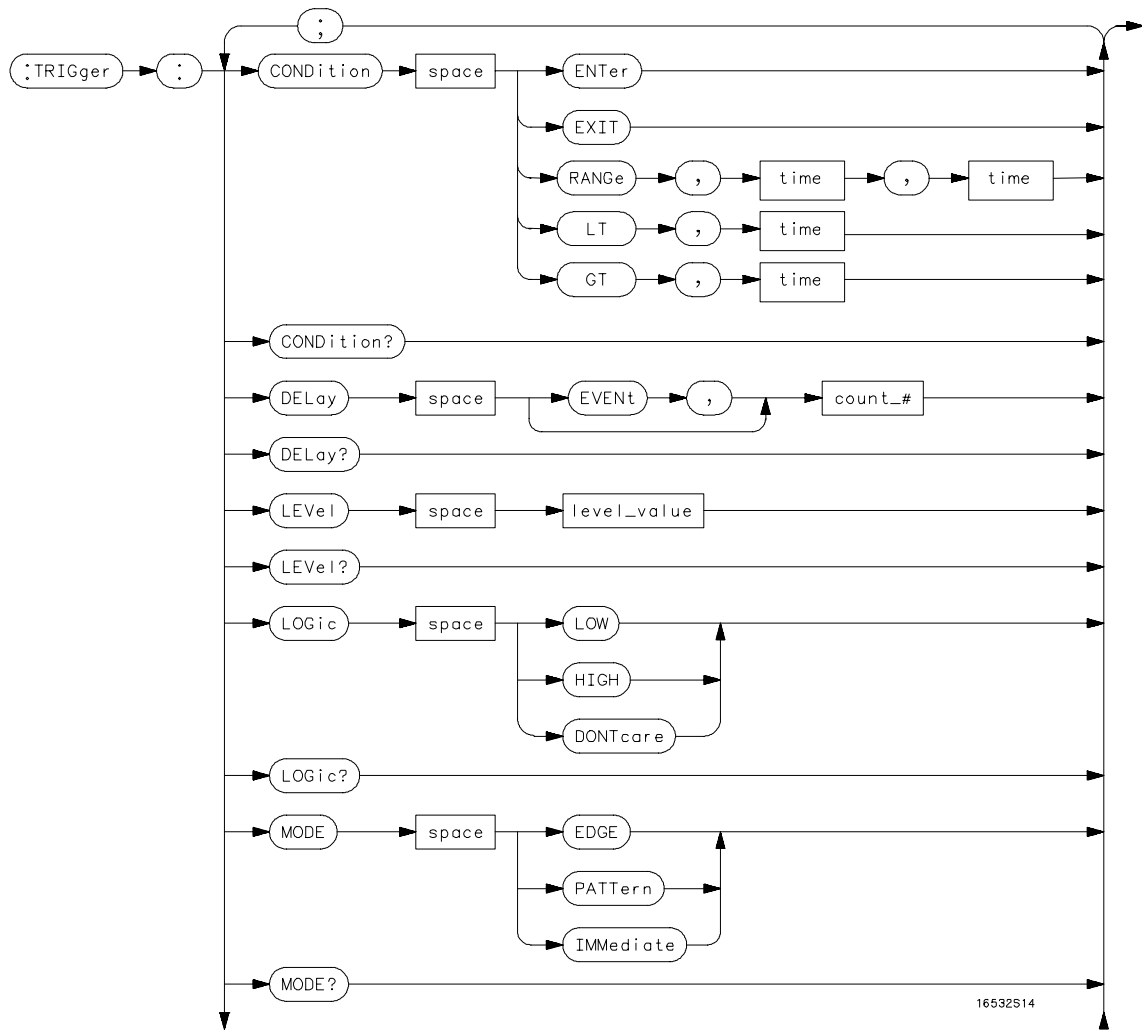 ;
:TRIGger : CONDition space ENTer
EXIT
RANGe , time , time
LT , time
GT , time
CONDition?
DELay space EVENt , count_#
DELay?
LEVel space level_value
LEVel?
LOGic space LOW
HIGH
DONTcare
LOGic?
MODE space EDGE
PATTern
IMMediate
MODE?
16532S14